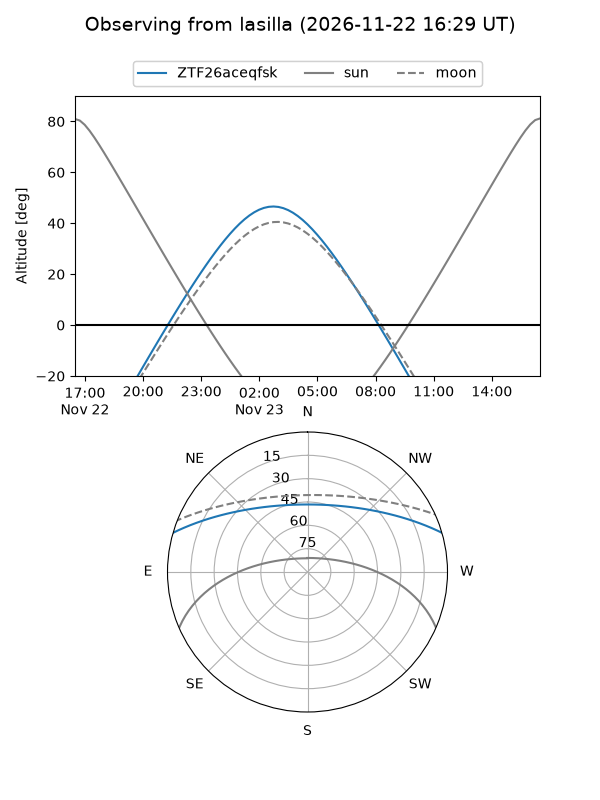 Observing from lasilla (2026-11-22 16:29 UT)
ZTF26aceqfsk sun moon
Altitude [deg]
80
60
40
20
0
−20
17:00 20:00 23:00 02:00 05:00 08:00 11:00 14:00
Nov 22 Nov 23
N
NE NW
15
30
45
60
75
E W
SE SW
S